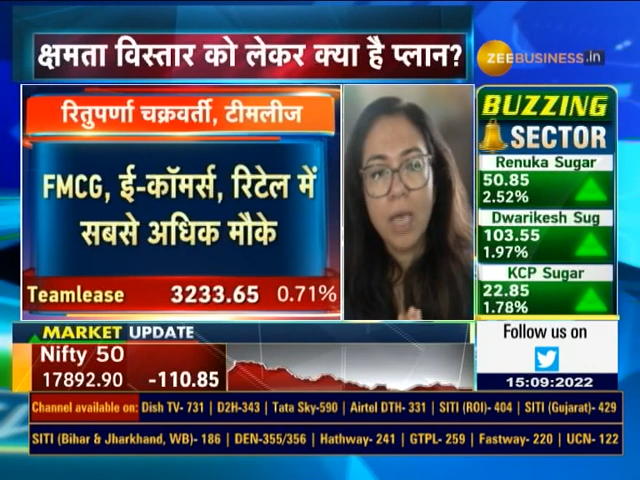 क्षमता विस्तार को लेकर क्या है प्लान?
ZEEBUSINESS.in
रितुपर्णा चक्रवर्ती, टीमलीज
FMCG, ई-कॉमर्स, रिटेल में
सबसे अधिक मौके
Teamlease 3233.65 0.71%
BUZZING
SECTOR
Renuka Sugar
50.85
2.52%
Dwarikesh Sug
103.55
1.97%
KCP Sugar
22.85
1.78%
MARKET UPDATE
Nifty 50
17892.90 -110.85
Follow us on
15:09:2022
Channel available on: Dish TV- 731 | D2H-343 | Tata Sky-590 | Airtel DTH- 331 | SITI (ROI)- 404 | SITI (Gujarat)- 429
SITI (Bihar & Jharkhand, WB)- 186 | DEN-355/356 | Hathway- 241 | GTPL- 259 | Fastway- 220 | UCN- 122